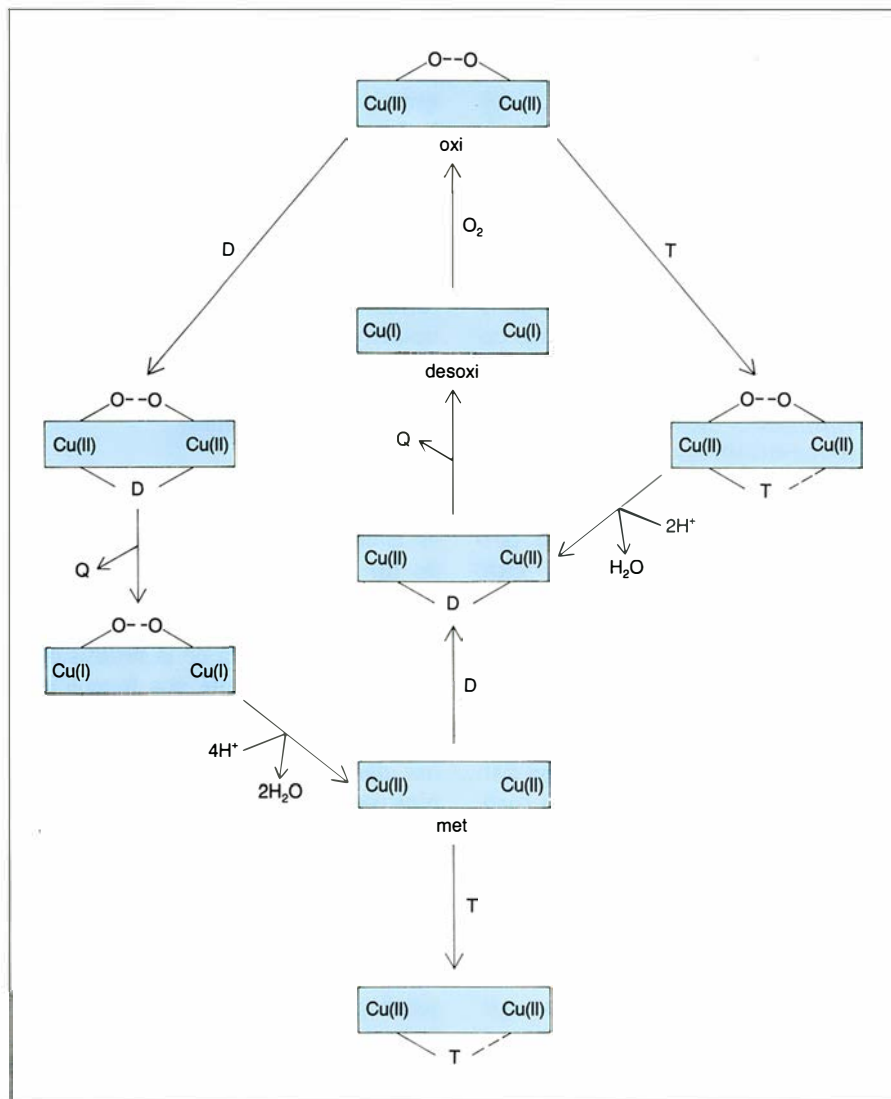 O--O
Cu(II) Cu(II)
oxi
D
O₂
T
Cu(I) Cu(I)
desoxi
O--O
Cu(II) Cu(II)
D
Q
O--O
Cu(II) Cu(II)
T
Q
Cu(II) Cu(II)
D
2H⁺
H₂O
O--O
Cu(I) Cu(I)
D
4H⁺
2H₂O
Cu(II) Cu(II)
met
T
Cu(II) Cu(II)
T